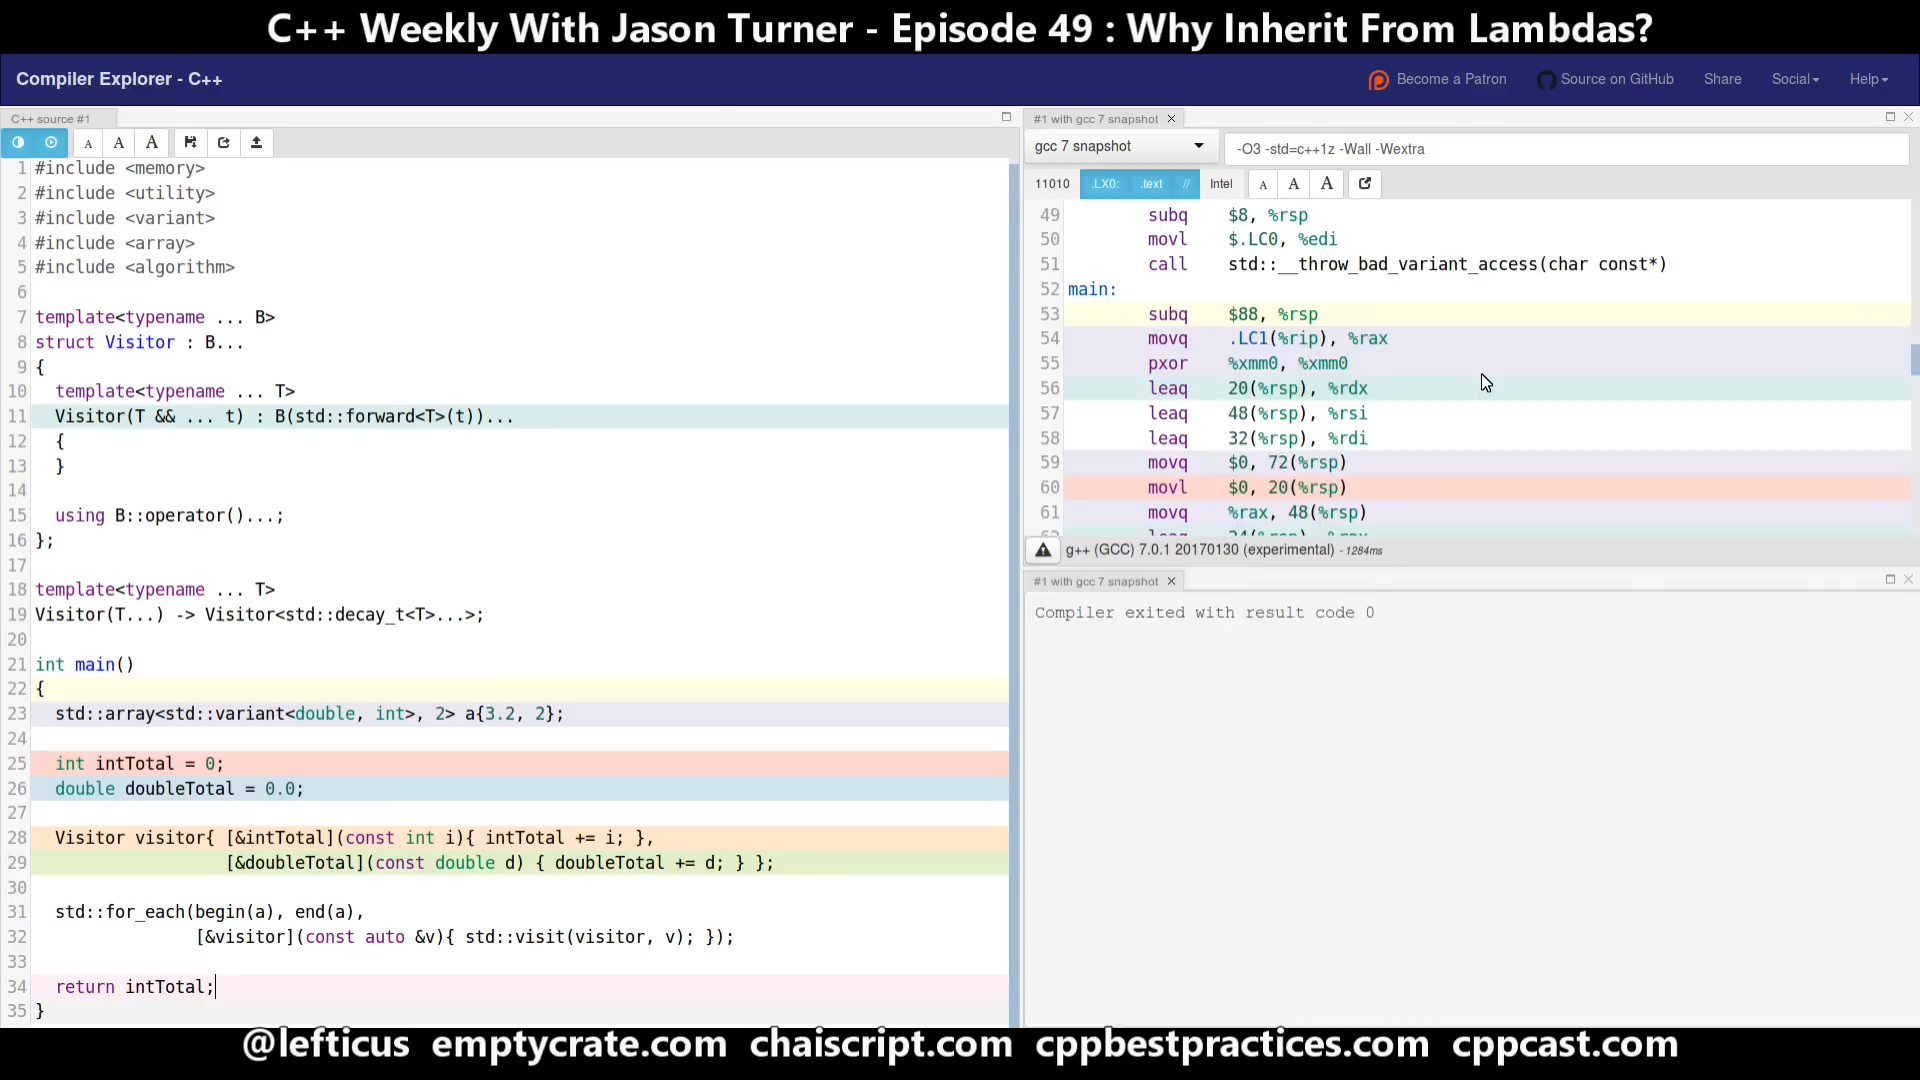 C++ Weekly With Jason Turner - Episode 49 : Why Inherit From Lambdas?
Compiler Explorer - C++
Become a Patron Source on GitHub Share Social Help
C++ source #1
A A A
1 #include <memory>
2 #include <utility>
3 #include <variant>
4 #include <array>
5 #include <algorithm>
6
7 template<typename ... B>
8 struct Visitor : B...
9 {
10   template<typename ... T>
11   Visitor(T && ... t) : B(std::forward<T>(t))...
12   {
13   }
14
15   using B::operator()...;
16 };
17
18 template<typename ... T>
19 Visitor(T...) -> Visitor<std::decay_t<T>...>;
20
21 int main()
22 {
23   std::array<std::variant<double, int>, 2> a{3.2, 2};
24
25   int intTotal = 0;
26   double doubleTotal = 0.0;
27
28   Visitor visitor{ [&intTotal](const int i){ intTotal += i; },
29                    [&doubleTotal](const double d) { doubleTotal += d; } };
30
31   std::for_each(begin(a), end(a),
32                 [&visitor](const auto &v){ std::visit(visitor, v); });
33
34   return intTotal;
35 }
#1 with gcc 7 snapshot
gcc 7 snapshot -O3 -std=c++1z -Wall -Wextra
11010 .LX0: .text // Intel A A A
49         subq    $8, %rsp
50         movl    $.LC0, %edi
51         call    std::__throw_bad_variant_access(char const*)
52 main:
53         subq    $88, %rsp
54         movq    .LC1(%rip), %rax
55         pxor    %xmm0, %xmm0
56         leaq    20(%rsp), %rdx
57         leaq    48(%rsp), %rsi
58         leaq    32(%rsp), %rdi
59         movq    $0, 72(%rsp)
60         movl    $0, 20(%rsp)
61         movq    %rax, 48(%rsp)
g++ (GCC) 7.0.1 20170130 (experimental) - 1284ms
#1 with gcc 7 snapshot
Compiler exited with result code 0
@lefticus emptycrate.com chaiscript.com cppbestpractices.com cppcast.com